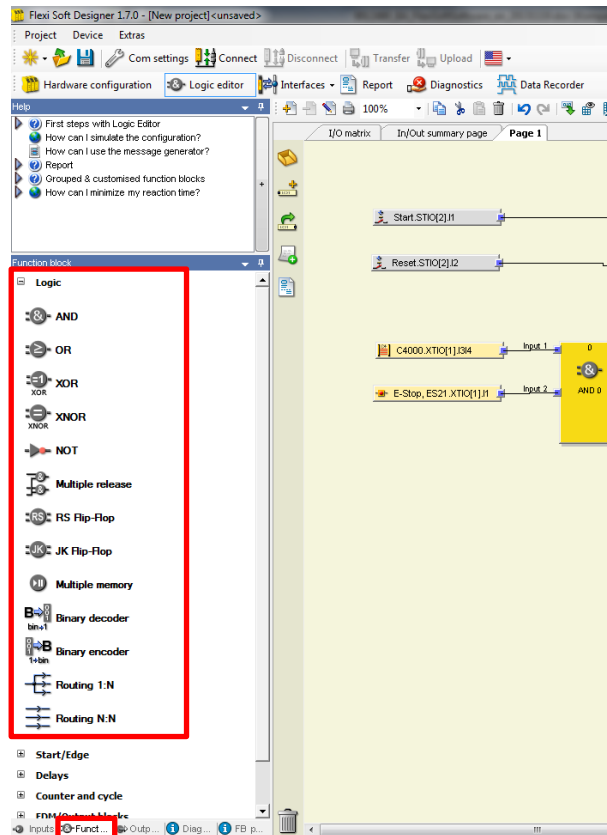 Flexi Soft Designer 1.7.0 - [New project]<unsaved>
Project Device Extras
Com settings Connect Disconnect Transfer Upload
Hardware configuration Logic editor Interfaces Report Diagnostics Data Recorder
Help
100%
First steps with Logic Editor
How can I simulate the configuration?
How can I use the message generator?
Report
Grouped & customised function blocks
How can I minimize my reaction time?
I/O matrix In/Out summary page Page 1
Start.STIO[2].I1
Reset.STIO[2].I2
C4000.XTIO[1].I3I4 Input 1 0
E-Stop, ES21.XTIO[1].I1 Input 2 AND 0
Function block
Logic
& AND
≥ OR
=1 XOR
XOR
= XNOR
XNOR
NOT
& & Multiple release
RS RS Flip-Flop
JK JK Flip-Flop
Multiple memory
B Binary decoder
bin→1
B Binary encoder
1→bin
Routing 1:N
Routing N:N
Start/Edge
Delays
Counter and cycle
EDM/Output blocks
Inputs Funct... Outp... Diag... FB p...